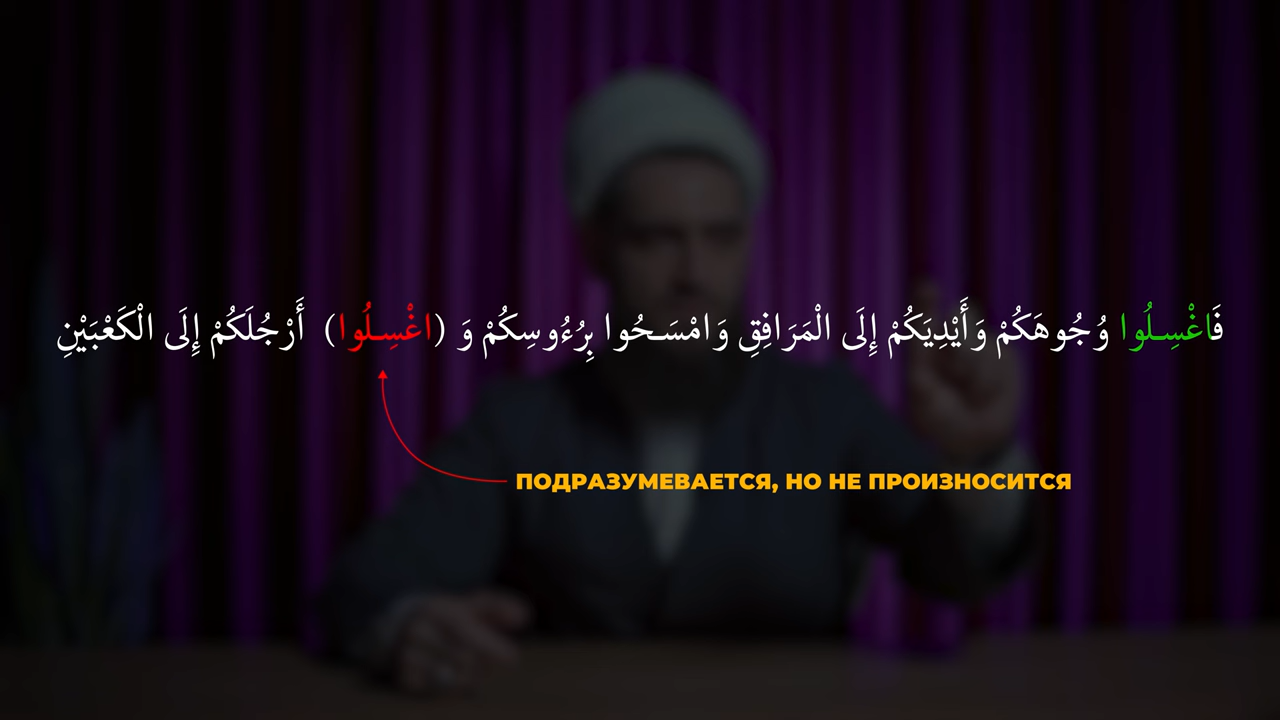 فَاغْسِلُوا وُجُوهَكُمْ وَأَيْدِيَكُمْ إِلَى الْمَرَافِقِ وَامْسَحُوا بِرُءُوسِكُمْ وَ (اغْسِلُوا) أَرْجُلَكُمْ إِلَى الْكَعْبَيْنِ
ПОДРАЗУМЕВАЕТСЯ, НО НЕ ПРОИЗНОСИТСЯ